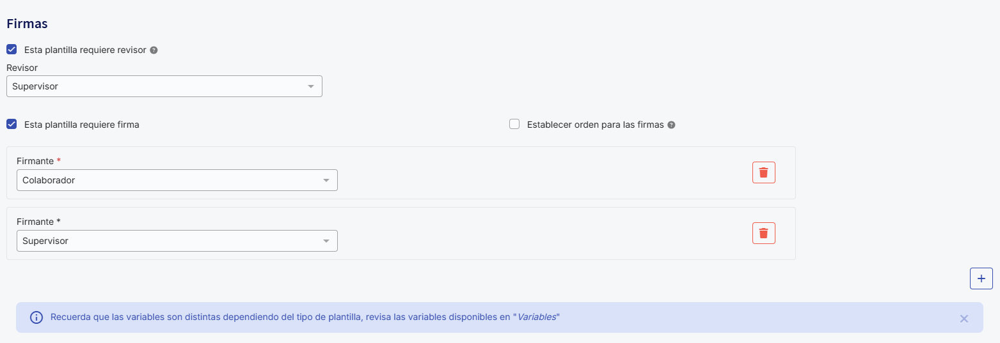 Firmas
Esta plantilla requiere revisor ?
Revisor
Supervisor
Esta plantilla requiere firma
Establecer orden para las firmas ?
Firmante *
Colaborador
Firmante *
Supervisor
+
Recuerda que las variables son distintas dependiendo del tipo de plantilla, revisa las variables disponibles en "Variables"